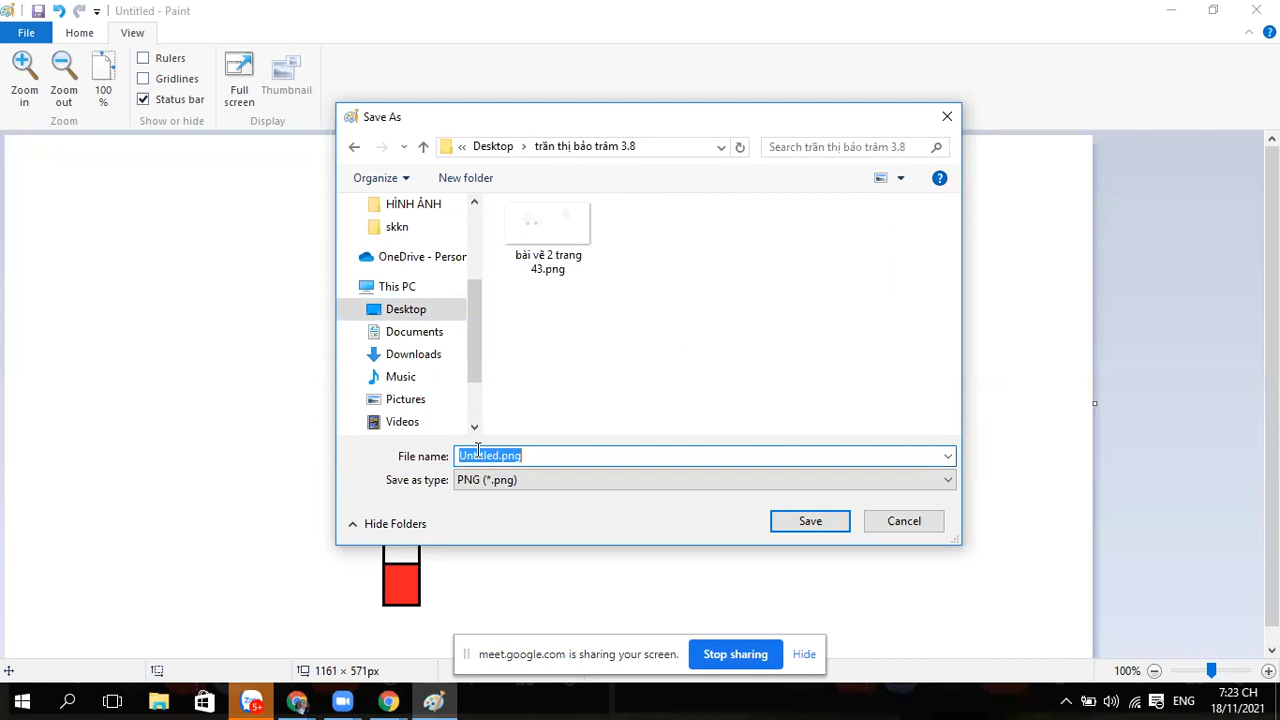 Untitled - Paint
File
Home
View
Zoom in
Zoom out
100 %
Rulers
Gridlines
Status bar
Full screen
Thumbnail
Zoom
Show or hide
Display
Save As
« Desktop › trần thị bảo trâm 3.8
Search trần thị bảo trâm 3.8
Organize
New folder
HÌNH ẢNH
skkn
OneDrive - Person
This PC
Desktop
Documents
Downloads
Music
Pictures
Videos
bài vẽ 2 trang
43.png
File name: Untitled.png
Save as type: PNG (*.png)
Hide Folders
Save
Cancel
meet.google.com is sharing your screen.
Stop sharing
Hide
1161 × 571px
100%
Zalo
5+
ENG
7:23 CH
18/11/2021